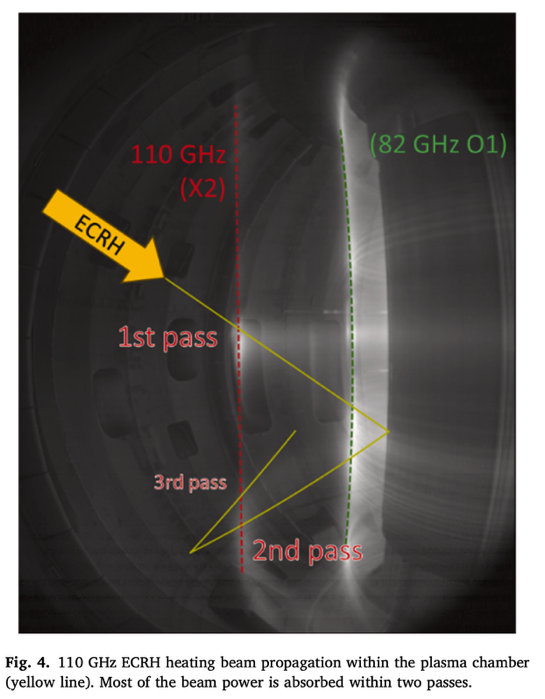 110 GHz
(X2)
(82 GHz O1)
ECRH
1st pass
3rd pass
2nd pass
Fig. 4. 110 GHz ECRH heating beam propagation within the plasma chamber
(yellow line). Most of the beam power is absorbed within two passes.